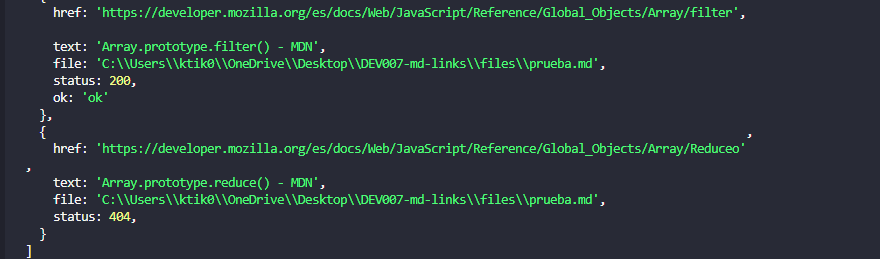 {
href: 'https://developer.mozilla.org/es/docs/Web/JavaScript/Reference/Global_Objects/Array/filter',
text: 'Array.prototype.filter() - MDN',
file: 'C:\\Users\\ktik0\\OneDrive\\Desktop\\DEV007-md-links\\files\\prueba.md',
status: 200,
ok: 'ok'
},
{ ,
href: 'https://developer.mozilla.org/es/docs/Web/JavaScript/Reference/Global_Objects/Array/Reduceo'
,
text: 'Array.prototype.reduce() - MDN',
file: 'C:\\Users\\ktik0\\OneDrive\\Desktop\\DEV007-md-links\\files\\prueba.md',
status: 404,
}
]